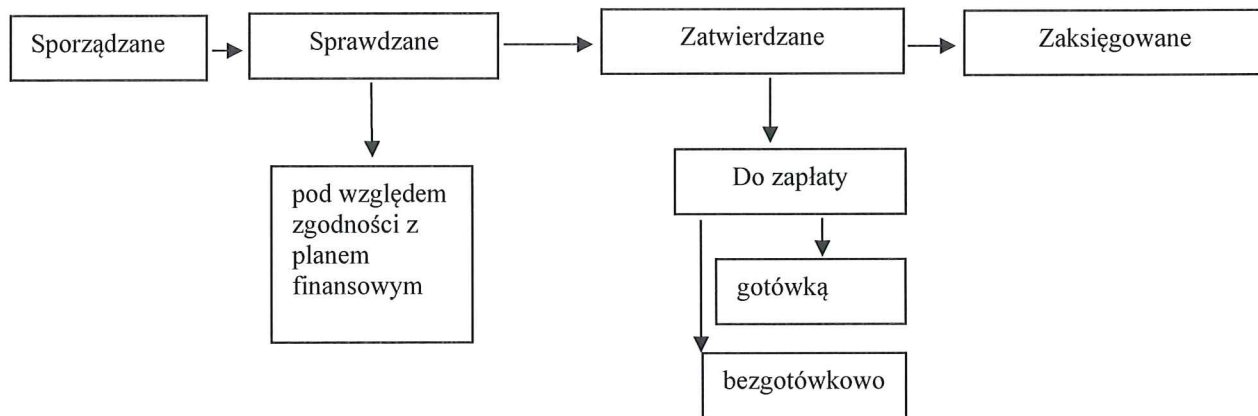 Sporządzane
Sprawdzane
Zatwierdzane
Zaksięgowane
pod względem
zgodności z
planem
finansowym
Do zapłaty
gotówką
bezgotówkowo